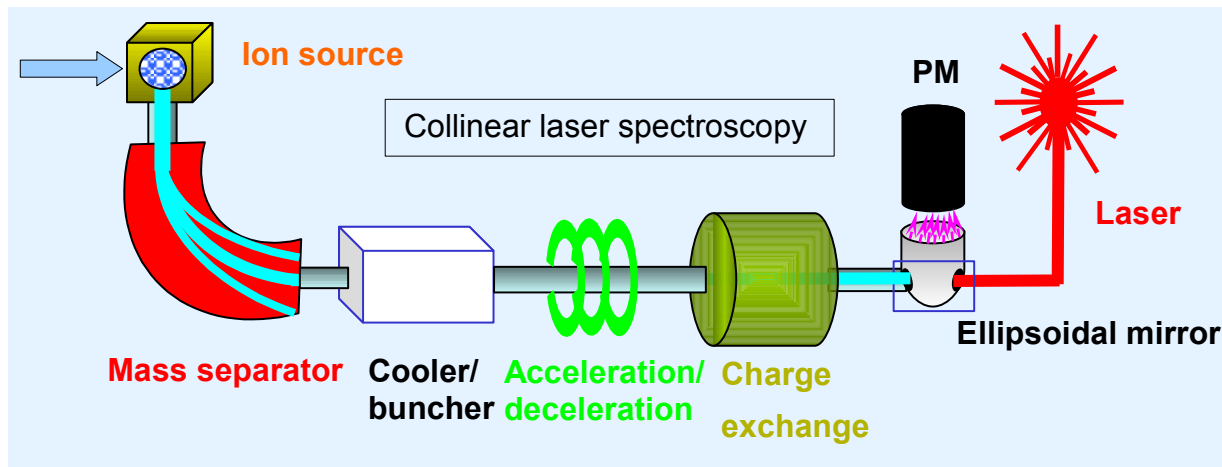 Ion source
PM
Collinear laser spectroscopy
Laser
Ellipsoidal mirror
Mass separator
Cooler/
buncher
Acceleration/
deceleration
Charge
exchange